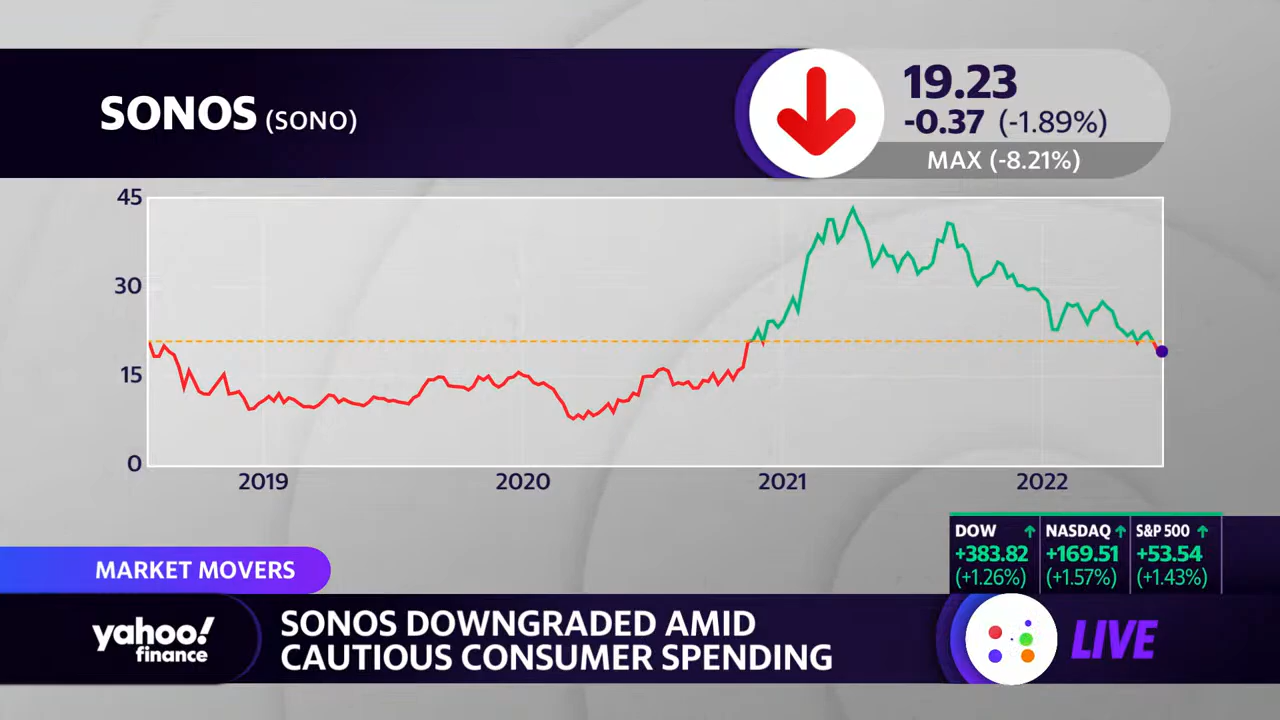 SONOS (SONO)
19.23
-0.37 (-1.89%)
MAX (-8.21%)
45
30
15
0
2019 2020 2021 2022
DOW
+383.82
(+1.26%)
NASDAQ
+169.51
(+1.57%)
S&P 500
+53.54
(+1.43%)
MARKET MOVERS
yahoo!
finance
SONOS DOWNGRADED AMID
CAUTIOUS CONSUMER SPENDING
LIVE